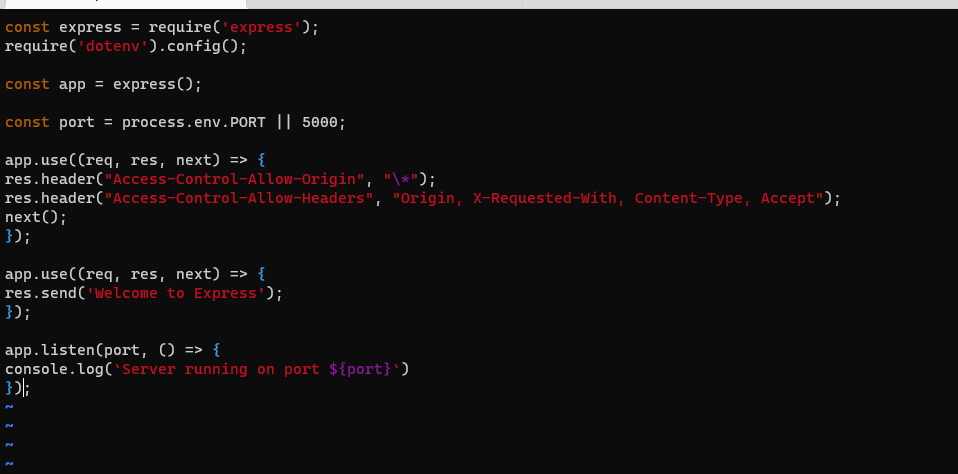 const express = require('express');
require('dotenv').config();
const app = express();
const port = process.env.PORT || 5000;
app.use((req, res, next) => {
res.header("Access-Control-Allow-Origin", "\*");
res.header("Access-Control-Allow-Headers", "Origin, X-Requested-With, Content-Type, Accept");
next();
});
app.use((req, res, next) => {
res.send('Welcome to Express');
});
app.listen(port, () => {
console.log(`Server running on port ${port}`)
});
~
~
~
~